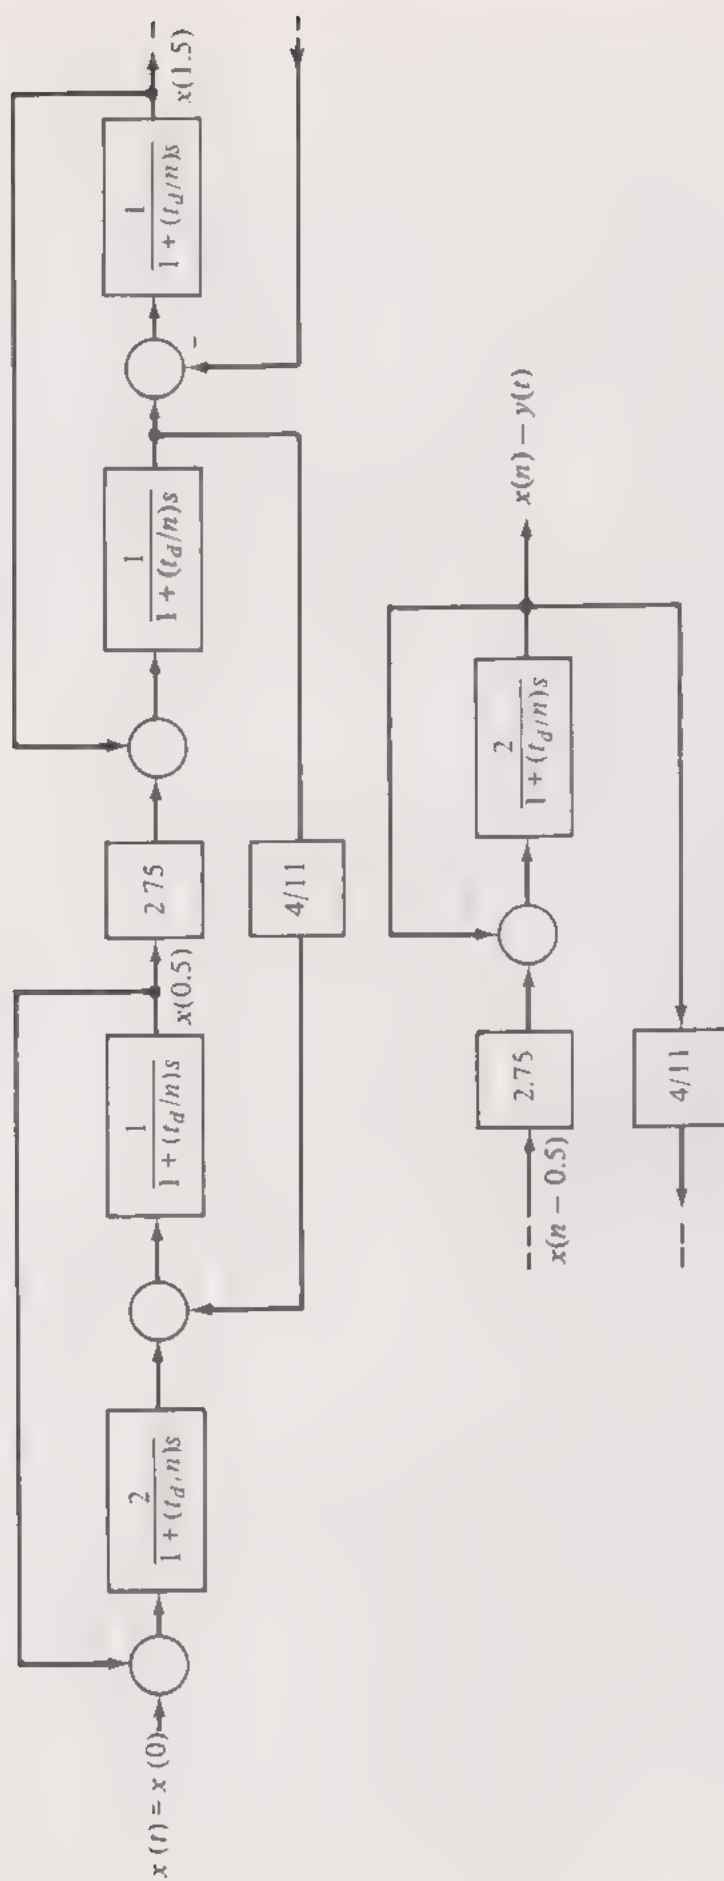 x (t) = x (0)
2
1 + (t_d/n)s
1
1 + (t_d/n)s
x(0.5)
2 75
4/11
1
1 + (t_d/n)s
-
1
1 + (t_d/n)s
x(1.5)
x(n − 0.5)
2.75
4/11
2
1 + (t_d/n)s
x(n) − y(t)